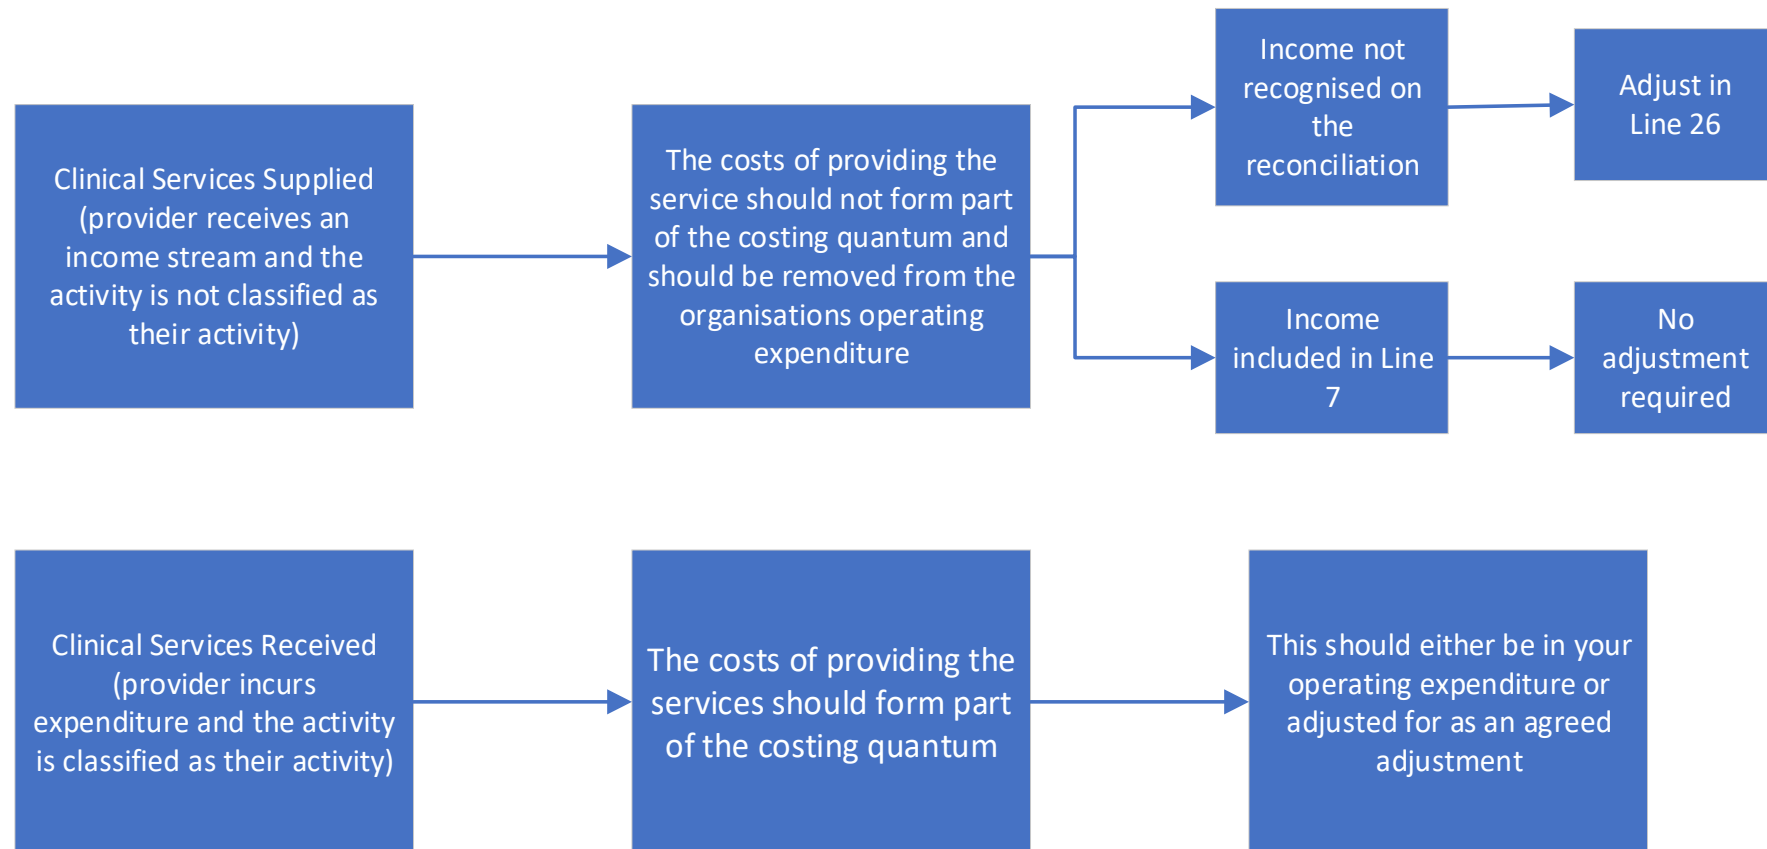 Clinical Services Supplied
(provider receives an
income stream and the
activity is not classified as
their activity)
The costs of providing the
service should not form part
of the costing quantum and
should be removed from the
organisations operating
expenditure
Income not
recognised on
the
reconciliation
Adjust in
Line 26
Income
included in Line
7
No
adjustment
required
Clinical Services Received
(provider incurs
expenditure and the activity
is classified as their activity)
The costs of providing the
services should form part
of the costing quantum
This should either be in your
operating expenditure or
adjusted for as an agreed
adjustment